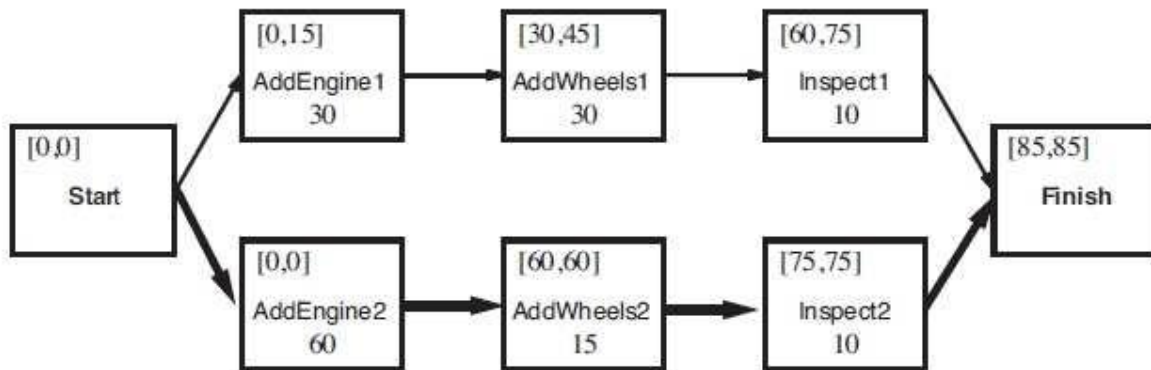 [0,15]
AddEngine1
30
[30,45]
AddWheels1
30
[60,75]
Inspect1
10
[0,0]
Start
[85,85]
Finish
[0,0]
AddEngine2
60
[60,60]
AddWheels2
15
[75,75]
Inspect2
10